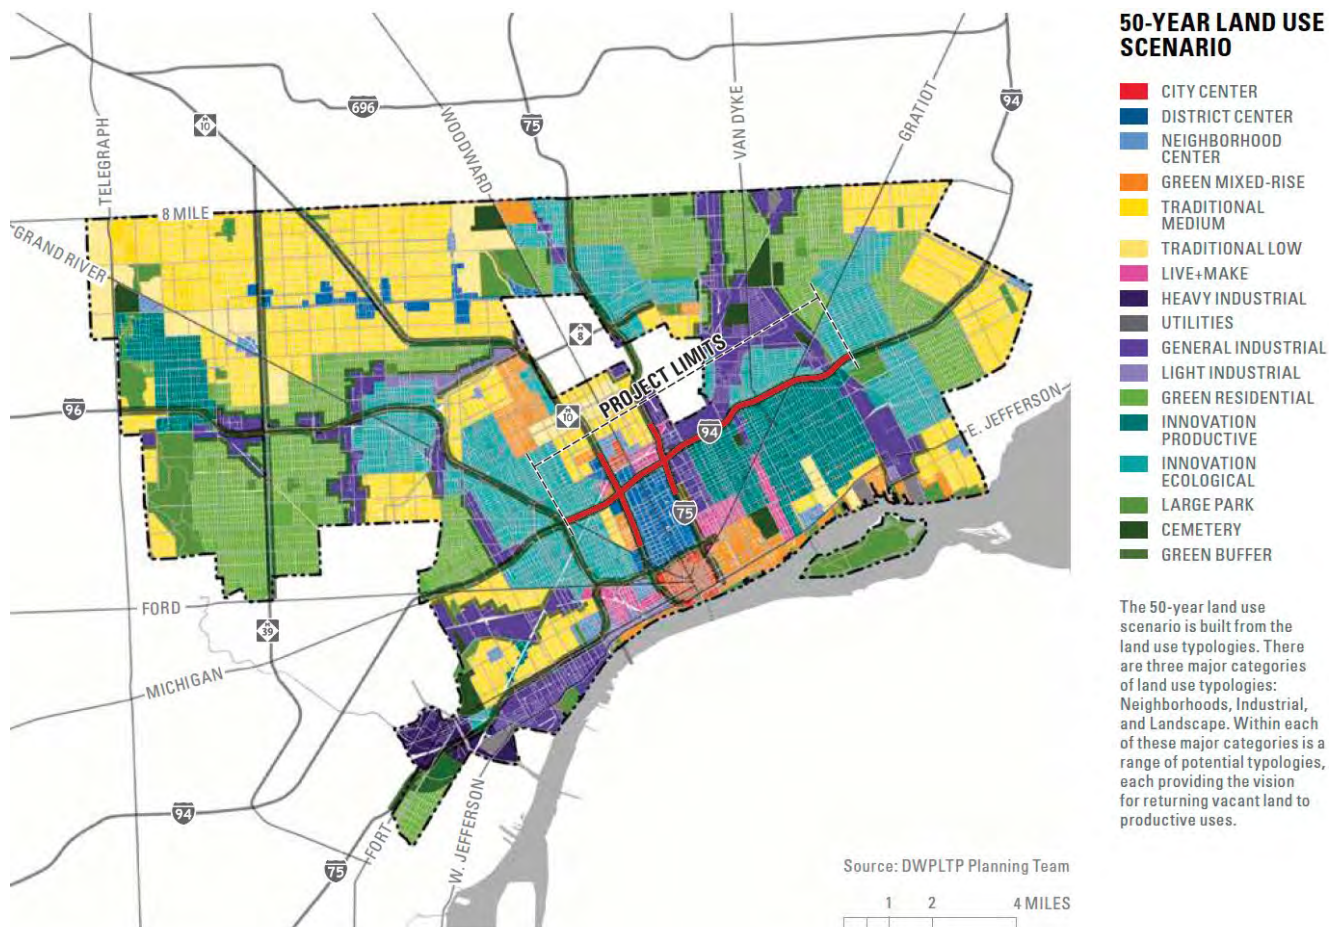 50-YEAR LAND USE
SCENARIO
CITY CENTER
DISTRICT CENTER
NEIGHBORHOOD
CENTER
GREEN MIXED-RISE
TRADITIONAL
MEDIUM
TRADITIONAL LOW
LIVE+MAKE
HEAVY INDUSTRIAL
UTILITIES
GENERAL INDUSTRIAL
LIGHT INDUSTRIAL
GREEN RESIDENTIAL
INNOVATION
PRODUCTIVE
INNOVATION
ECOLOGICAL
LARGE PARK
CEMETERY
GREEN BUFFER
The 50-year land use
scenario is built from the
land use typologies. There
are three major categories
of land use typologies:
Neighborhoods, Industrial,
and Landscape. Within each
of these major categories is a
range of potential typologies,
each providing the vision
for returning vacant land to
productive uses.
696
M
10
75
94
TELEGRAPH
WOODWARD
VAN DYKE
GRATIOT
8 MILE
GRAND RIVER
M
8
PROJECT LIMITS
96
M
10
94
E. JEFFERSON
75
FORD
M
39
MICHIGAN
94
FORT
W. JEFFERSON
75
Source: DWPLTP Planning Team
1 2 4 MILES